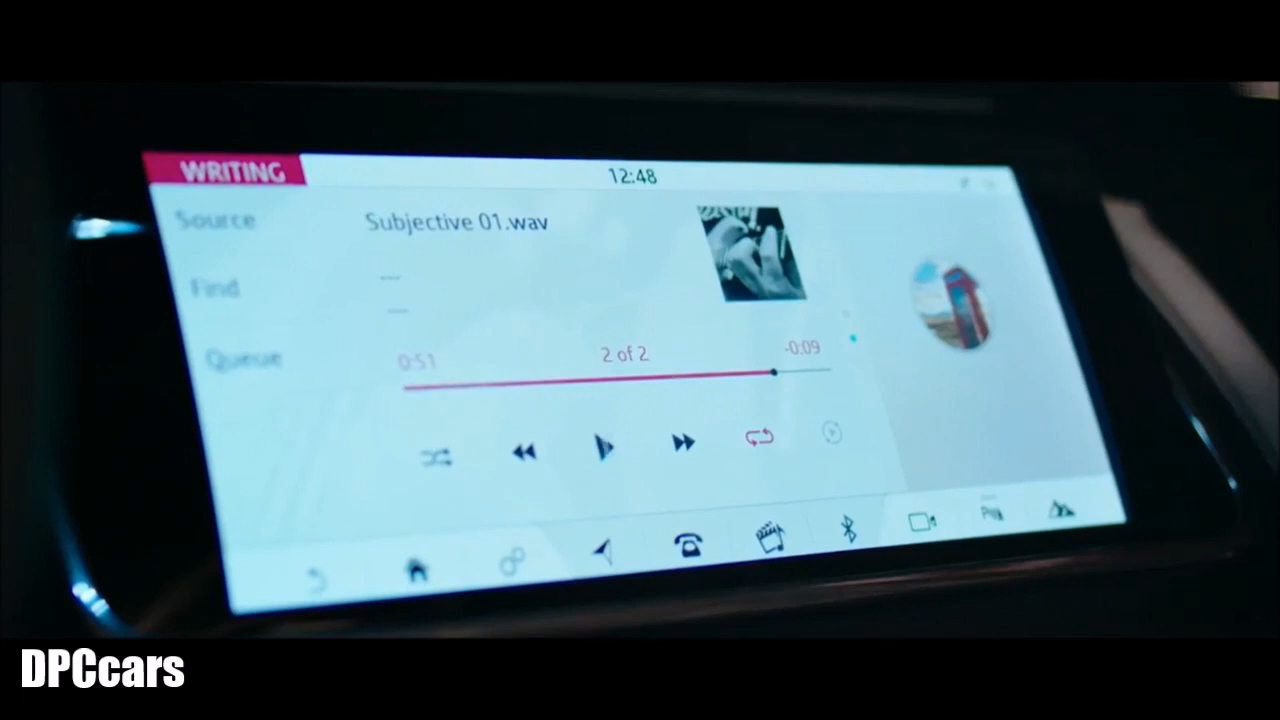 WRITING
12:48
Source
Subjective 01.wav
Find
Queue
0:51
2 of 2
-0:09
DPCcars